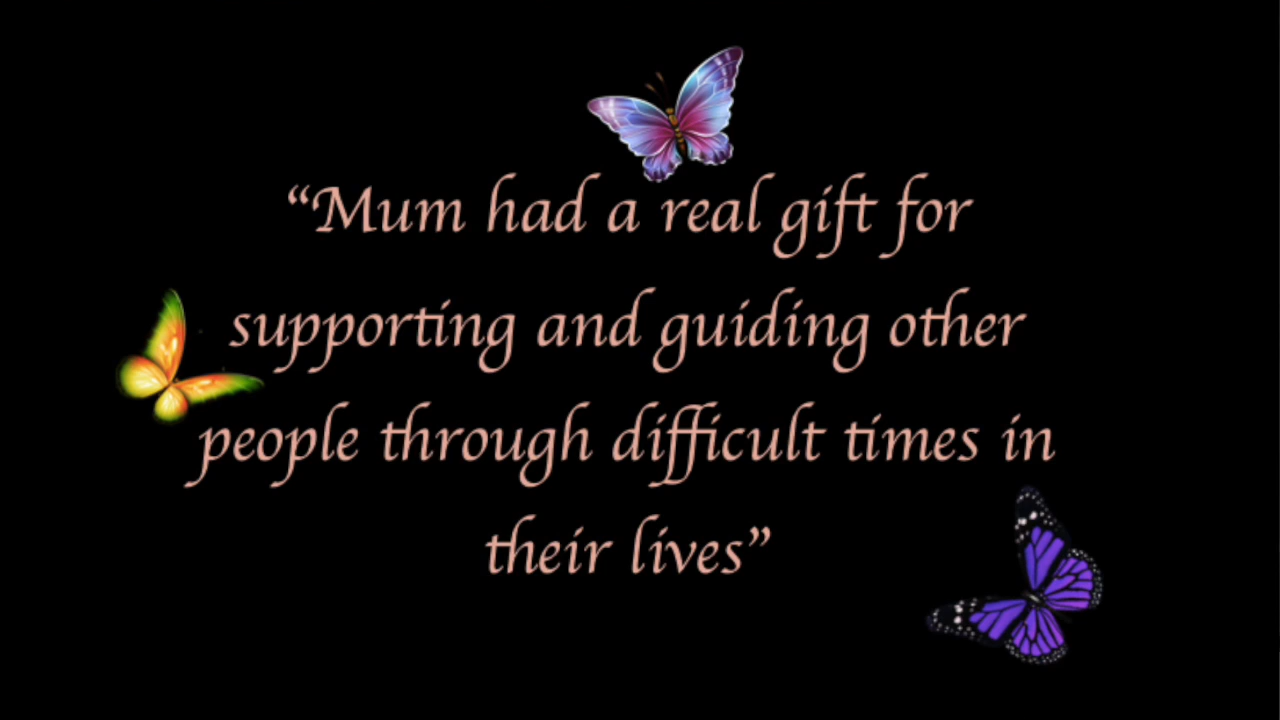 “Mum had a real gift for
supporting and guiding other
people through difficult times in
their lives”